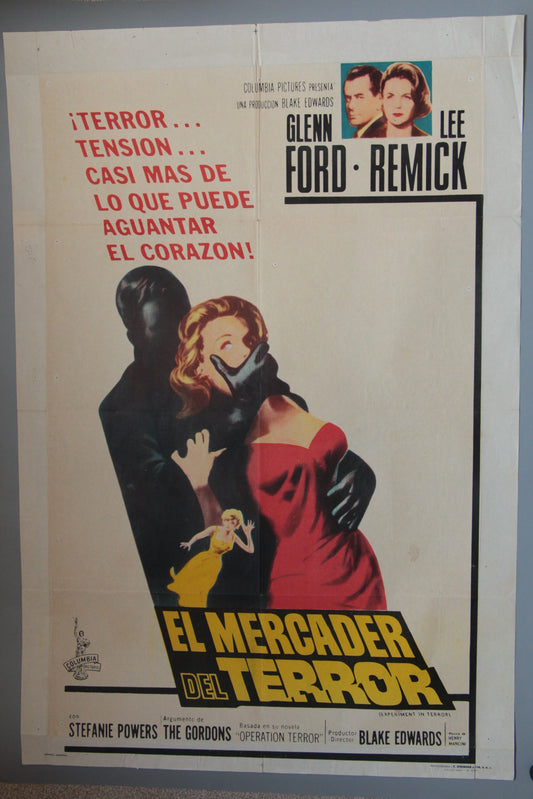 COLUMBIA PICTURES PRESENTA
UNA PRODUCCION BLAKE EDWARDS
GLENN FORD · LEE REMICK
¡TERROR...
TENSION...
CASI MAS DE
LO QUE PUEDE
AGUANTAR
EL CORAZON!
EL MERCADER
DEL TERROR
(EXPERIMENT IN TERROR)
COLUMBIA
con
STEFANIE POWERS
Argumento de
THE GORDONS
Basada en su novela
"OPERATION TERROR"
Productor
Director
BLAKE EDWARDS
Música de
HENRY
MANCINI